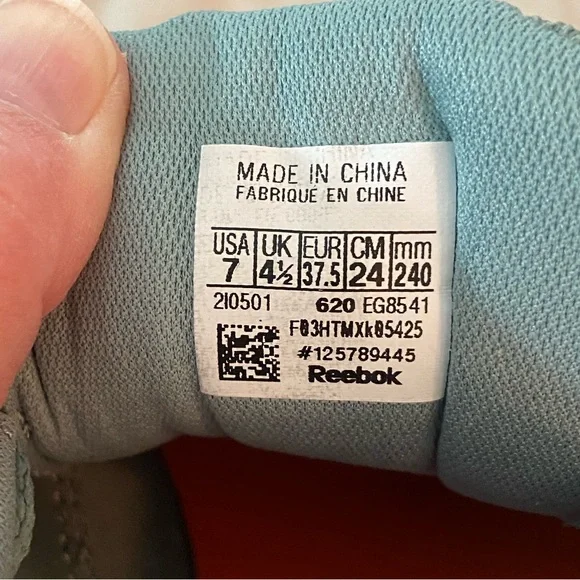 MADE IN CHINA
FABRIQUÉ EN CHINE
USA UK EUR CM mm
7 4½ 37.5 24 240
2I0501 620 EG8541
F03HTMXk05425
#125789445
Reebok